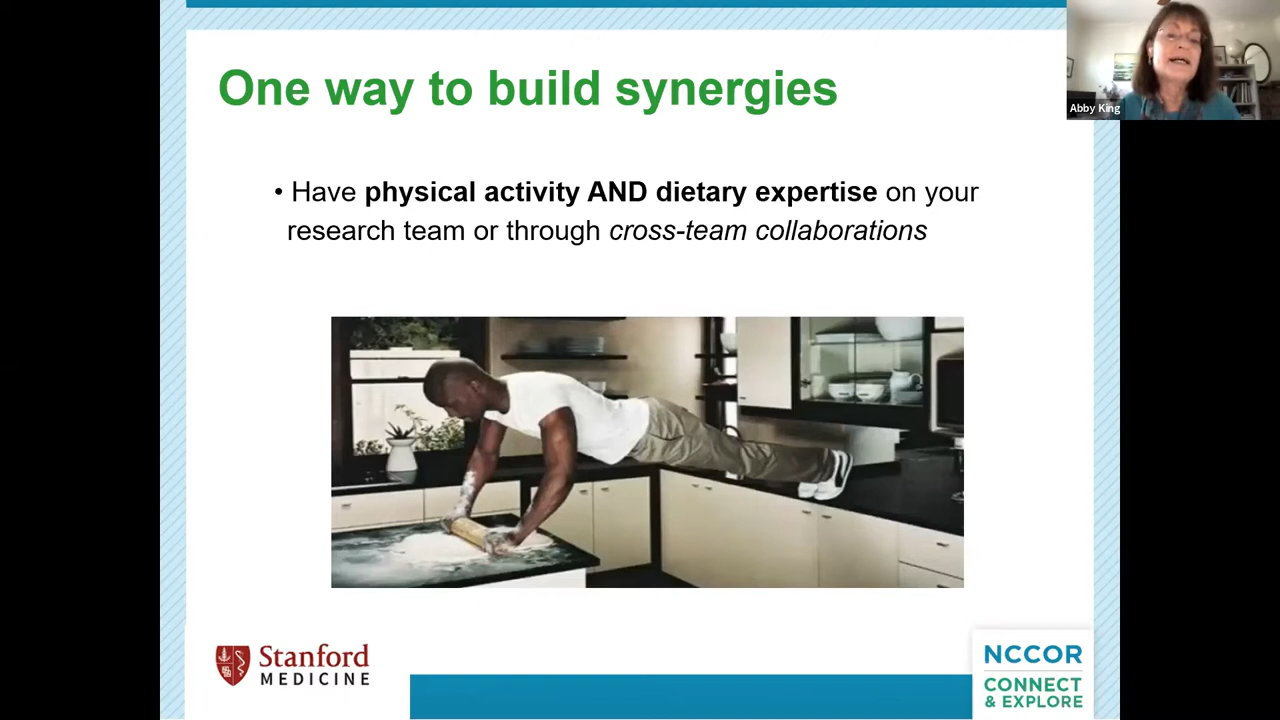 One way to build synergies
Abby King
• Have physical activity AND dietary expertise on your
research team or through cross-team collaborations
Stanford
MEDICINE
NCCOR
CONNECT
& EXPLORE